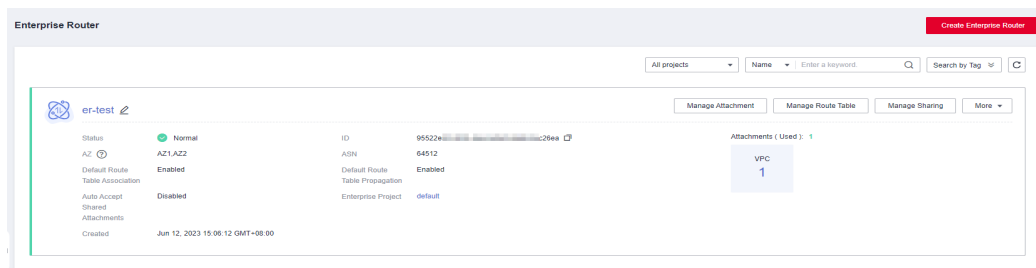 Enterprise Router
Create Enterprise Router
All projects Name Enter a keyword. Search by Tag
er-test Manage Attachment Manage Route Table Manage Sharing More
Status Normal ID 95522e c26ea Attachments ( Used ): 1
AZ AZ1,AZ2 ASN 64512 VPC
Default Route Enabled Default Route Enabled 1
Table Association Table Propagation
Auto Accept Disabled Enterprise Project default
Shared
Attachments
Created Jun 12, 2023 15:06:12 GMT+08:00